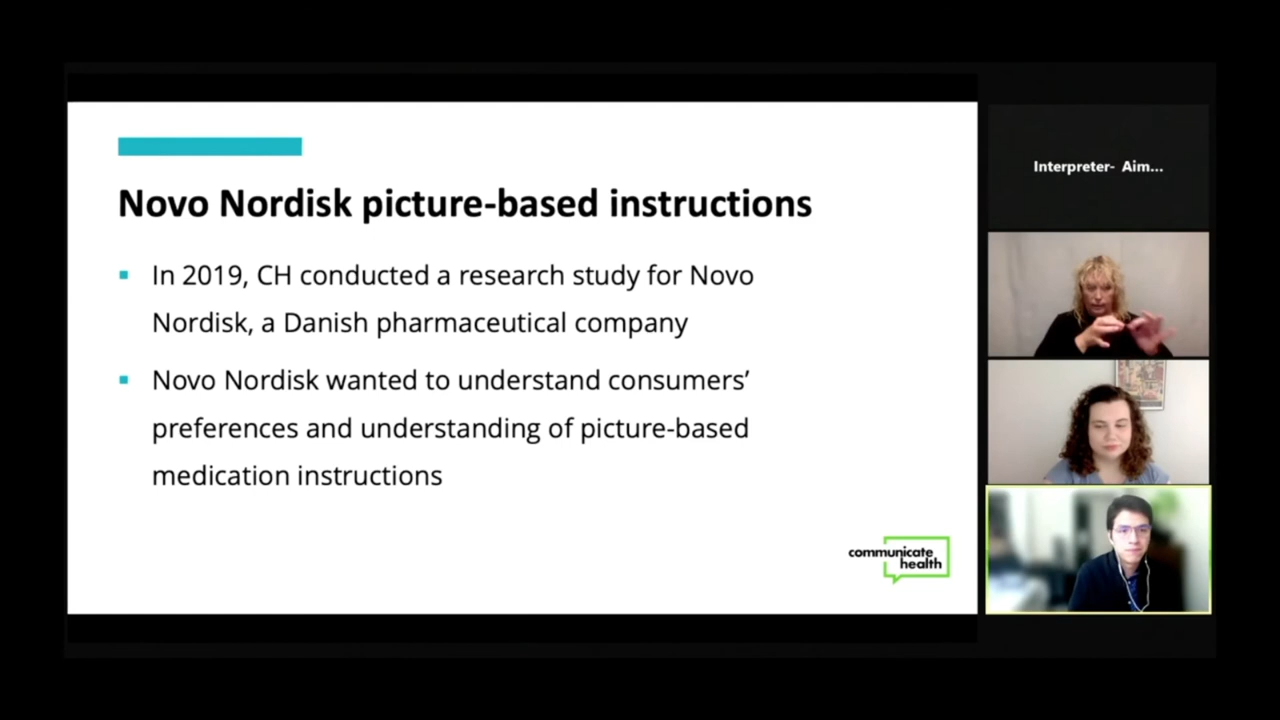 Novo Nordisk picture-based instructions
▪ In 2019, CH conducted a research study for Novo
Nordisk, a Danish pharmaceutical company
▪ Novo Nordisk wanted to understand consumers’
preferences and understanding of picture-based
medication instructions
communicate
health
Interpreter- Aim...